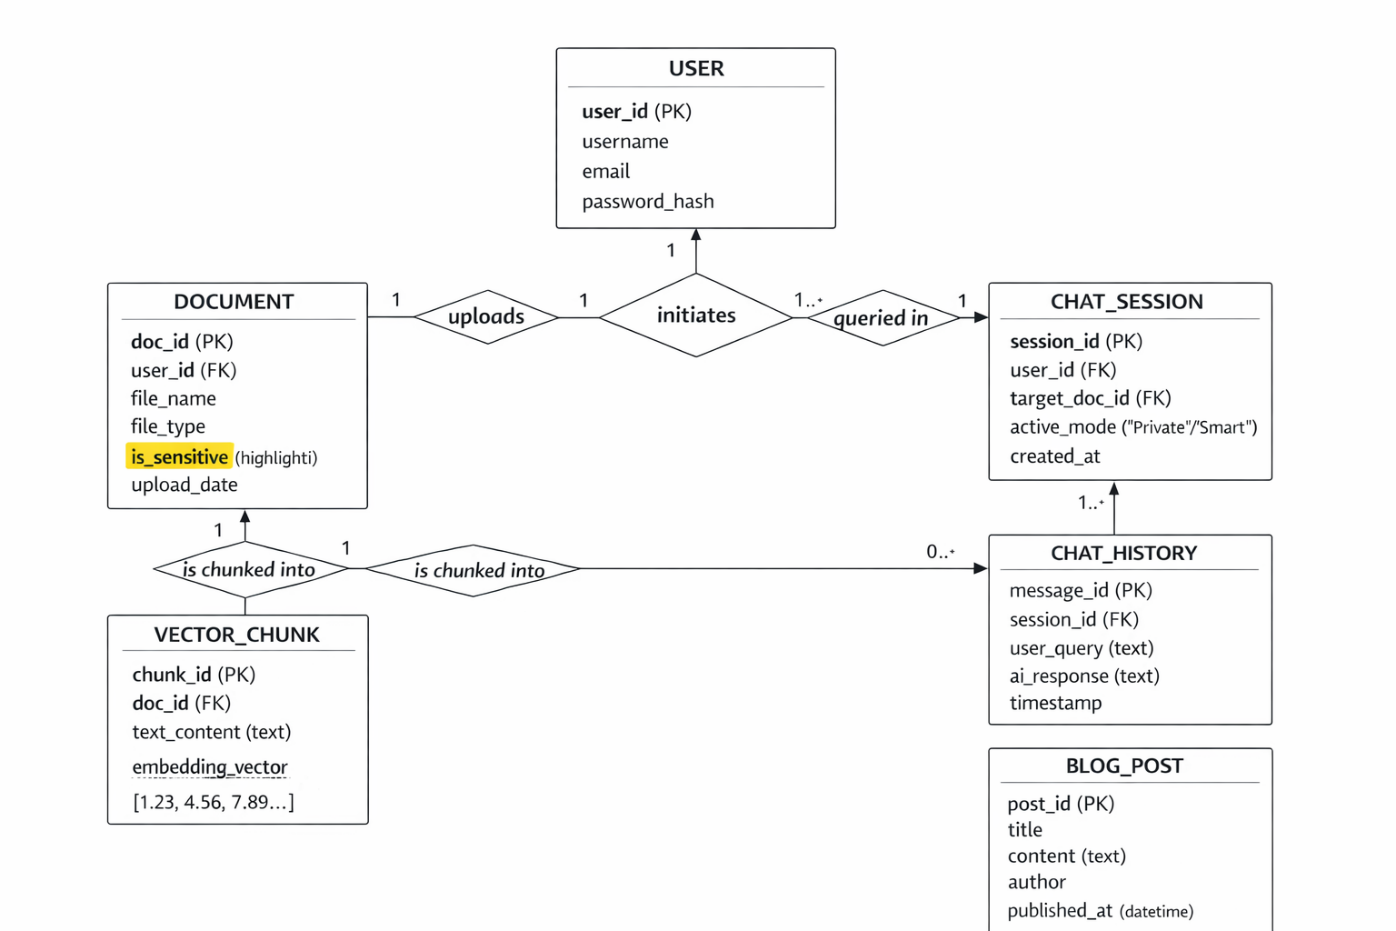 USER
user_id (PK)
username
email
password_hash
1
DOCUMENT
doc_id (PK)
user_id (FK)
file_name
file_type
is_sensitive (highlighti)
upload_date
1
uploads
1
initiates
1..+
queried in
1
CHAT_SESSION
session_id (PK)
user_id (FK)
target_doc_id (FK)
active_mode ("Private"/"Smart")
created_at
1
is chunked into
1
is chunked into
0..+
1..+
CHAT_HISTORY
message_id (PK)
session_id (FK)
user_query (text)
ai_response (text)
timestamp
VECTOR_CHUNK
chunk_id (PK)
doc_id (FK)
text_content (text)
embedding_vector
[1.23, 4.56, 7.89...]
BLOG_POST
post_id (PK)
title
content (text)
author
published_at (datetime)